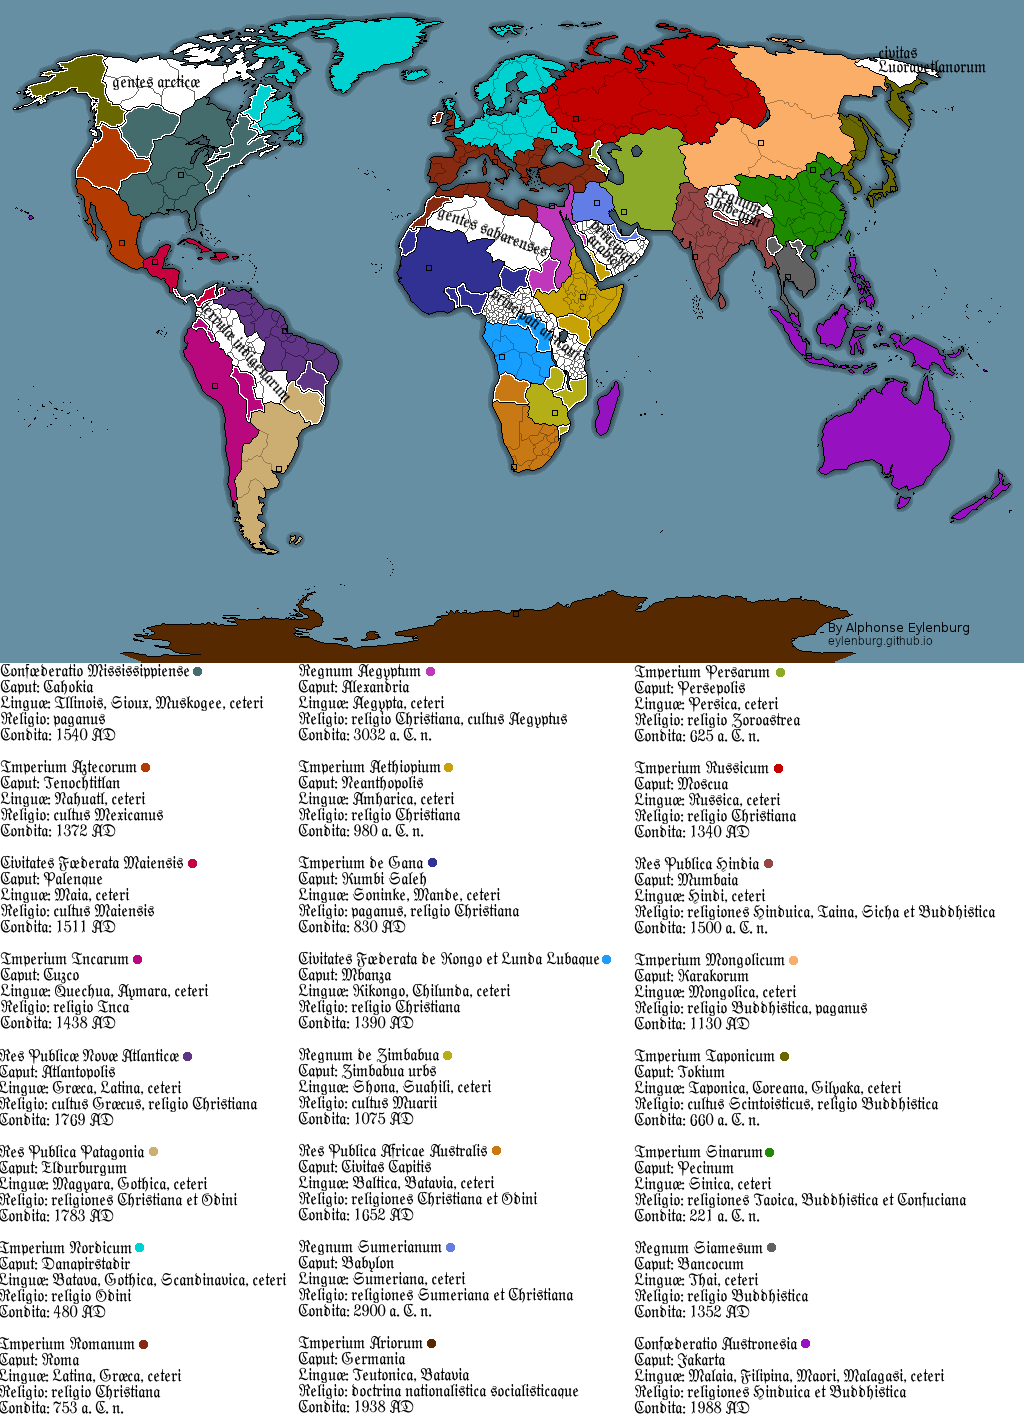 gentes arcticæ
civitas
Luoravetlanorum
gentes saharenses
regnum
Thibetum
principatus
arabes
territoriæ indigenarum
By Alphonse Eylenburg
eylenburg.github.io
Confœderatio Mississippiense
Caput: Cahokia
Linguæ: Illinois, Sioux, Muskogee, ceteri
Religio: paganus
Condita: 1540 AD
Imperium Aztecorum
Caput: Tenochtitlan
Linguæ: Nahuatl, ceteri
Religio: cultus Mexicanus
Condita: 1372 AD
Civitates Fœderata Maiensis
Caput: Palenque
Linguæ: Maia, ceteri
Religio: cultus Maiensis
Condita: 1511 AD
Imperium Incarum
Caput: Cuzco
Linguæ: Quechua, Aymara, ceteri
Religio: religio Inca
Condita: 1438 AD
Res Publicæ Novæ Atlanticæ
Caput: Atlantopolis
Linguæ: Græca, Latina, ceteri
Religio: cultus Græcus, religio Christiana
Condita: 1769 AD
Res Publica Patagonia
Caput: Eldurburgum
Linguæ: Magyara, Gothica, ceteri
Religio: religiones Christiana et Odini
Condita: 1783 AD
Imperium Nordicum
Caput: Danapirstadir
Linguæ: Batava, Gothica, Scandinavica, ceteri
Religio: religio Odini
Condita: 480 AD
Imperium Romanum
Caput: Roma
Linguæ: Latina, Græca, ceteri
Religio: religio Christiana
Condita: 753 a. C. n.
Regnum Aegyptum
Caput: Alexandria
Linguæ: Aegypta, ceteri
Religio: religio Christiana, cultus Aegyptus
Condita: 3032 a. C. n.
Imperium Aethiopium
Caput: Neanthopolis
Linguæ: Amharica, ceteri
Religio: religio Christiana
Condita: 980 a. C. n.
Imperium de Gana
Caput: Kumbi Saleh
Linguæ: Soninke, Mande, ceteri
Religio: paganus, religio Christiana
Condita: 830 AD
Civitates Fœderata de Kongo et Lunda Lubaque
Caput: Mbanza
Linguæ: Kikongo, Chilunda, ceteri
Religio: religio Christiana
Condita: 1390 AD
Regnum de Zimbabua
Caput: Zimbabua urbs
Linguæ: Shona, Suahili, ceteri
Religio: cultus Muarii
Condita: 1075 AD
Res Publica Africae Australis
Caput: Civitas Capitis
Linguæ: Baltica, Batavia, ceteri
Religio: religiones Christiana et Odini
Condita: 1652 AD
Regnum Sumerianum
Caput: Babylon
Linguæ: Sumeriana, ceteri
Religio: religiones Sumeriana et Christiana
Condita: 2900 a. C. n.
Imperium Ariorum
Caput: Germania
Linguæ: Teutonica, Batavia
Religio: doctrina nationalistica socialisticaque
Condita: 1938 AD
Imperium Persarum
Caput: Persepolis
Linguæ: Persica, ceteri
Religio: religio Zoroastrea
Condita: 625 a. C. n.
Imperium Russicum
Caput: Moscua
Linguæ: Russica, ceteri
Religio: religio Christiana
Condita: 1340 AD
Res Publica Hindia
Caput: Mumbaia
Linguæ: Hindi, ceteri
Religio: religiones Hinduica, Iaina, Sicha et Buddhistica
Condita: 1500 a. C. n.
Imperium Mongolicum
Caput: Karakorum
Linguæ: Mongolica, ceteri
Religio: religio Buddhistica, paganus
Condita: 1130 AD
Imperium Iaponicum
Caput: Tokium
Linguæ: Iaponica, Coreana, Gilyaka, ceteri
Religio: cultus Scintoisticus, religio Buddhistica
Condita: 660 a. C. n.
Imperium Sinarum
Caput: Pecinum
Linguæ: Sinica, ceteri
Religio: religiones Taoica, Buddhistica et Confuciana
Condita: 221 a. C. n.
Regnum Siamesum
Caput: Bancocum
Linguæ: Thai, ceteri
Religio: religio Buddhistica
Condita: 1352 AD
Confœderatio Austronesia
Caput: Jakarta
Linguæ: Malaia, Filipina, Maori, Malagasi, ceteri
Religio: religiones Hinduica et Buddhistica
Condita: 1988 AD